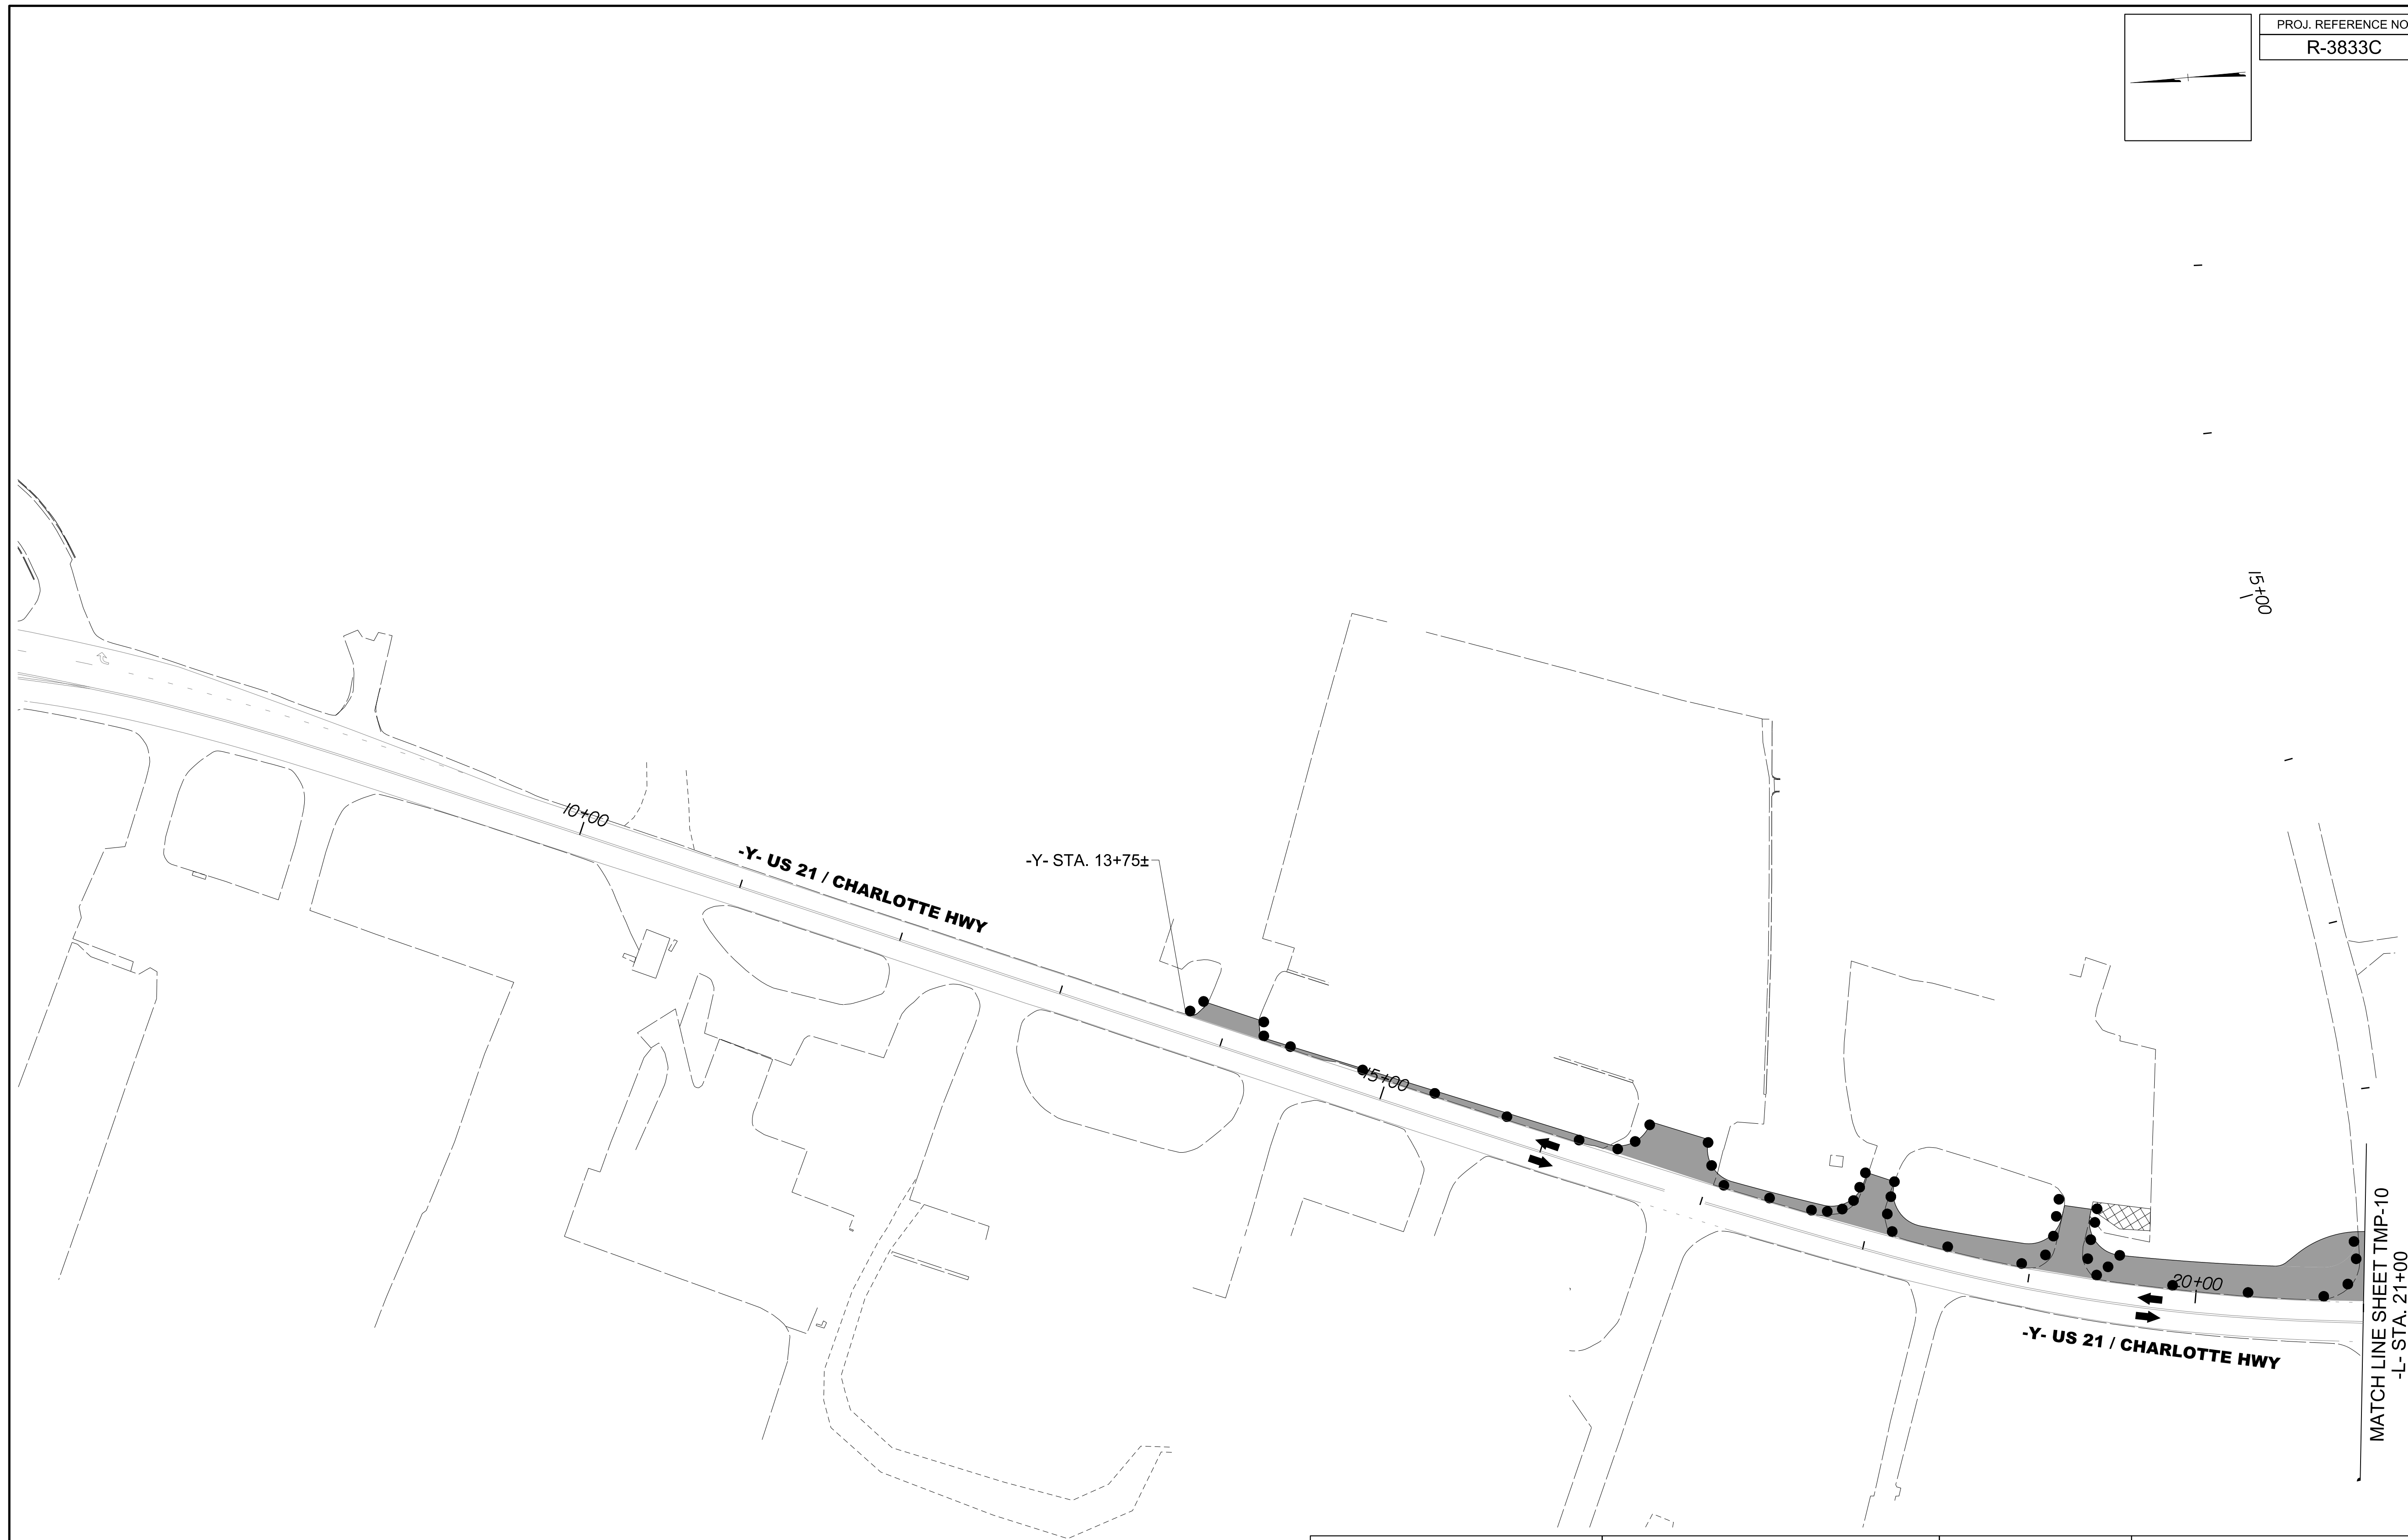 PROJ. REFERENCE NO
R-3833C
15+00
10+00
-Y- US 21 / CHARLOTTE HWY
-Y- STA. 13+75±
15+00
20+00
-Y- US 21 / CHARLOTTE HWY
MATCH LINE SHEET TMP-10
-L- STA. 21+00